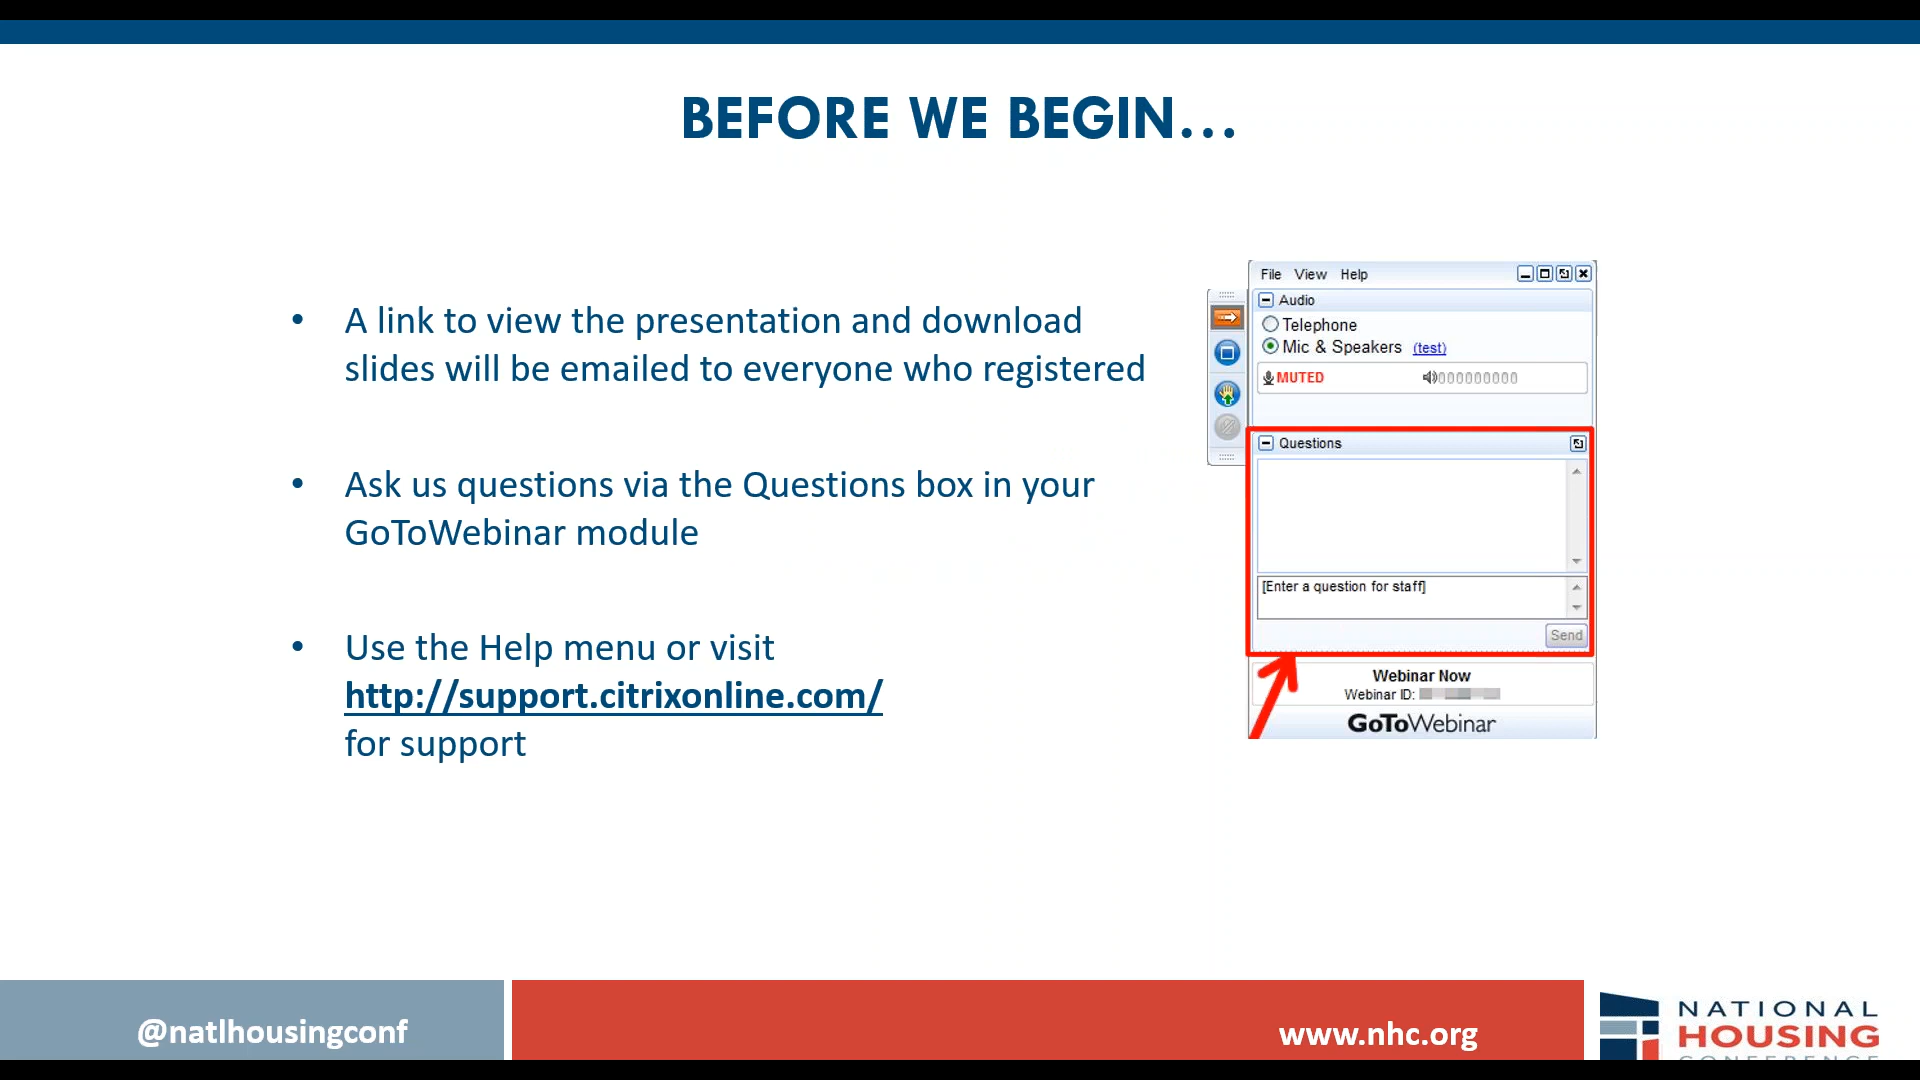 BEFORE WE BEGIN...
• A link to view the presentation and download
slides will be emailed to everyone who registered
• Ask us questions via the Questions box in your
GoToWebinar module
• Use the Help menu or visit
http://support.citrixonline.com/
for support
File View Help
Audio
Telephone
Mic & Speakers (test)
MUTED 000000000
Questions
[Enter a question for staff]
Send
Webinar Now
Webinar ID:
GoToWebinar
@natlhousingconf
www.nhc.org
NATIONAL
HOUSING
CONFERENCE